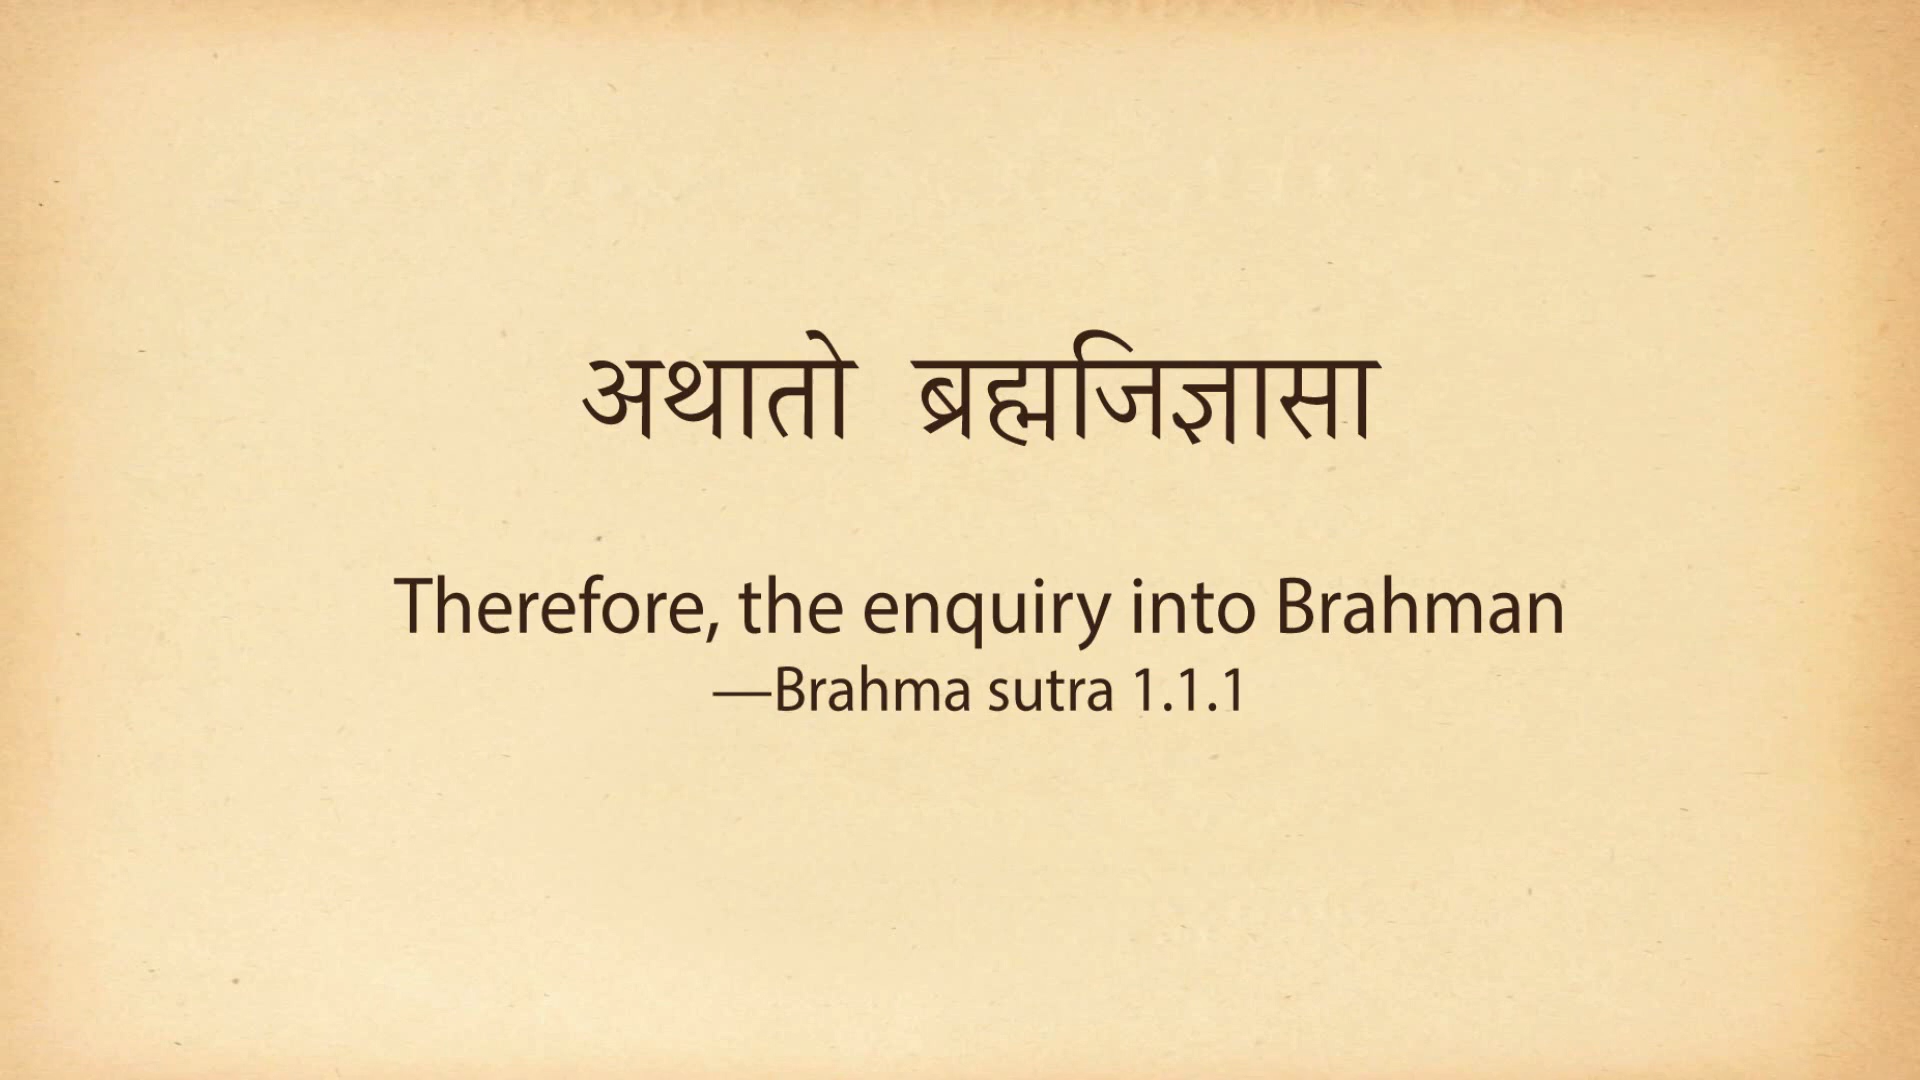 अथातो ब्रह्मजिज्ञासा
Therefore, the enquiry into Brahman
—Brahma sutra 1.1.1